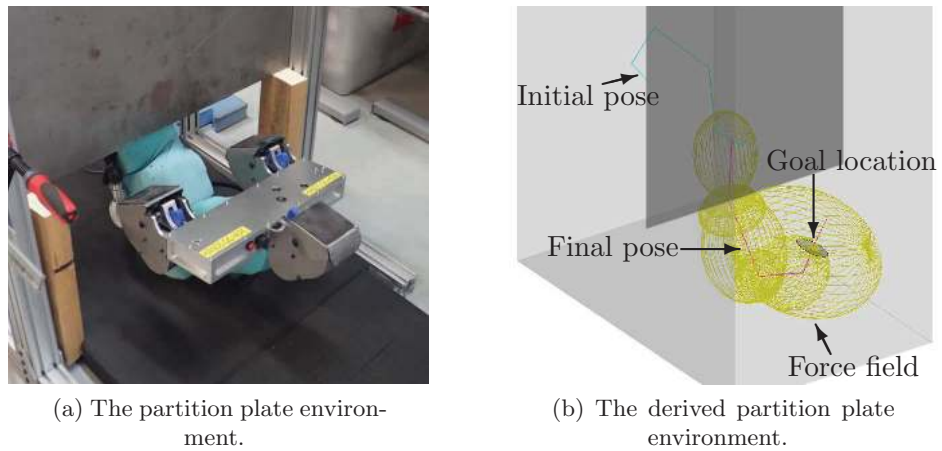 Initial pose
Goal location
Final pose
Force field
(a) The partition plate environ-
ment.
(b) The derived partition plate
environment.